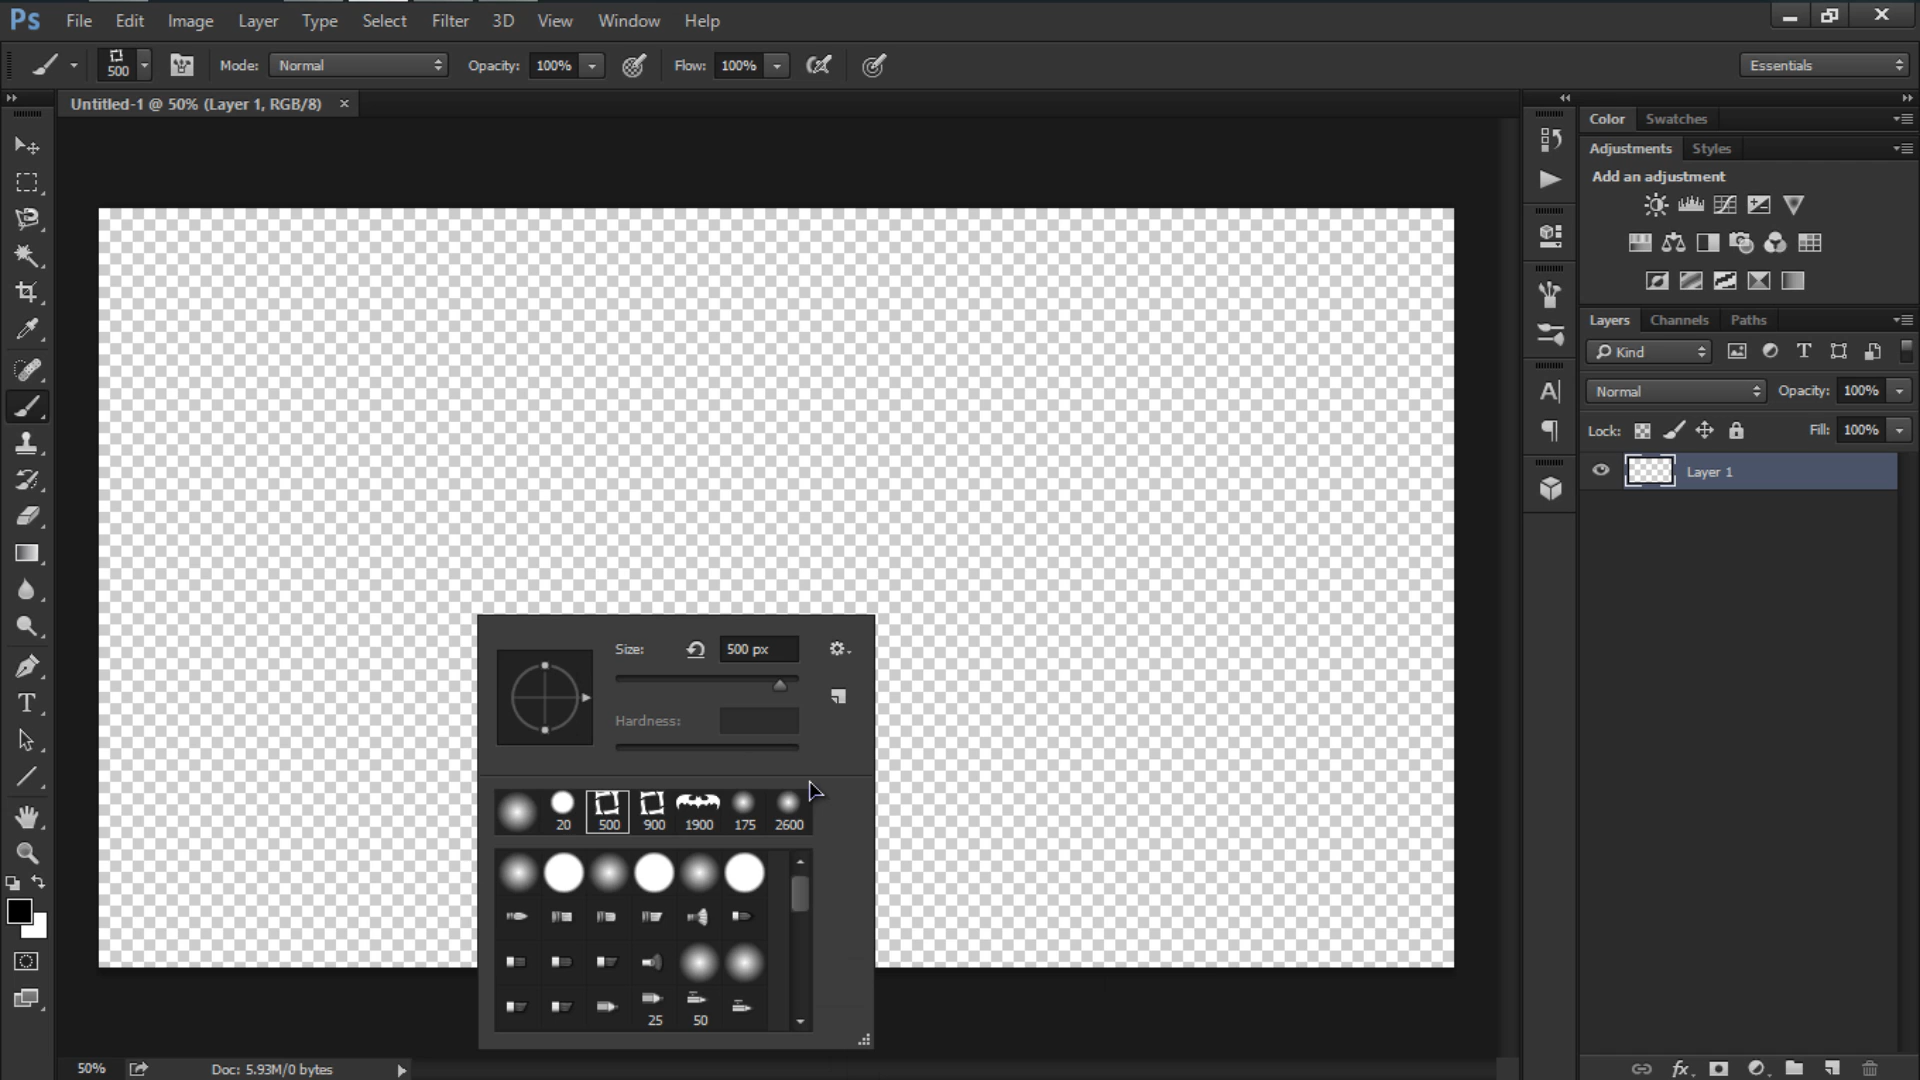 Ps File Edit Image Layer Type Select Filter 3D View Window Help
500 Mode: Normal Opacity: 100% Flow: 100% Essentials
Untitled-1 @ 50% (Layer 1, RGB/8) ×
Color Swatches
Adjustments Styles
Add an adjustment
Layers Channels Paths
Kind
Normal Opacity: 100%
Lock: Fill: 100%
Layer 1
Size: 500 px
Hardness:
20 500 900 1900 175 2600
25 50
50% Doc: 5.93M/0 bytes
fx